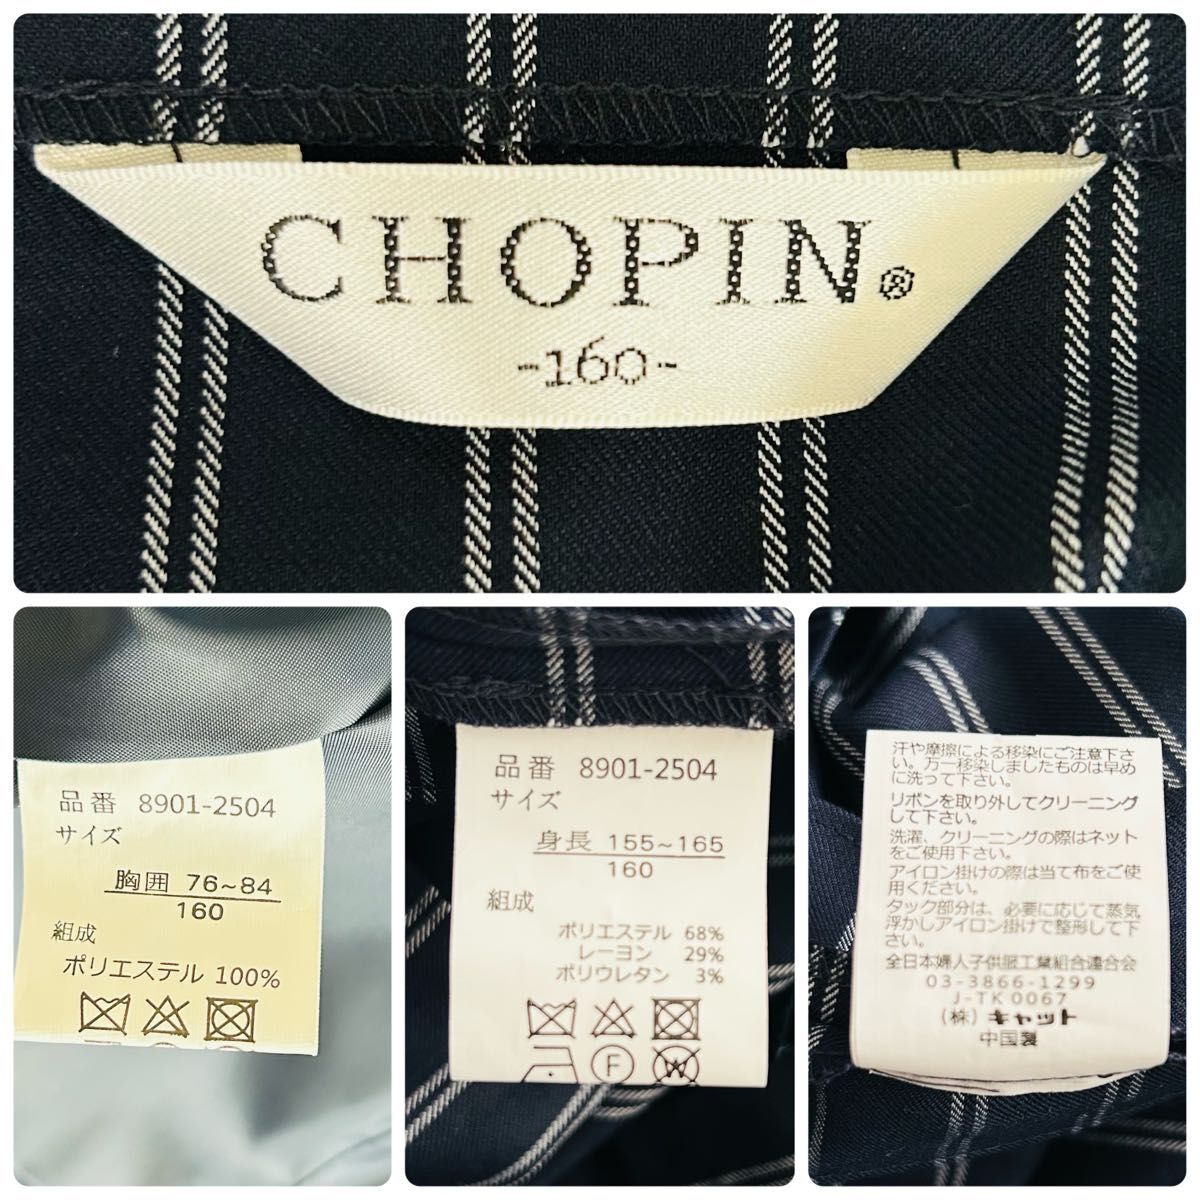 CHOPIN®
-160-
品番 8901-2504
サイズ
胸囲 76~84
160
組成
ポリエステル 100%
品番 8901-2504
サイズ
身長 155~165
160
組成
ポリエステル 68%
レーヨン 29%
ポリウレタン 3%
F
W
汗や摩擦による移染にご注意下さ
い。万一移染しましたものは早め
に洗って下さい。
リボンを取り外してクリーニング
して下さい。
洗濯、クリーニングの際はネット
をご使用下さい。
アイロン掛けの際は当て布をご使
用ください。
タック部分は、必要に応じて蒸気
浮かしアイロン掛けで整形して下
さい。
全日本婦人子供服工業組合連合会
03-3866-1299
J-TK0067
(株) キャット
中国製